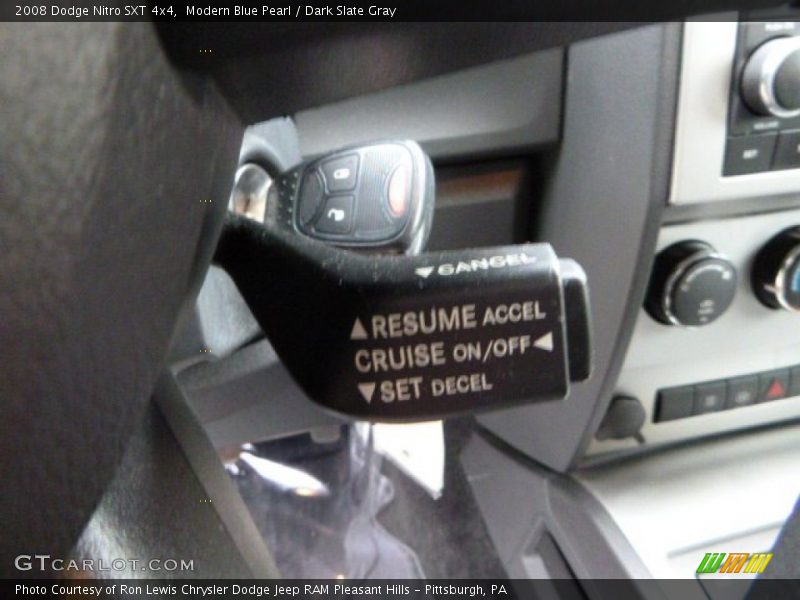 2008 Dodge Nitro SXT 4x4,  Modern Blue Pearl / Dark Slate Gray
▼CANCEL
▲RESUME ACCEL
CRUISE ON/OFF◀
▼SET DECEL
GTCARLOT.COM
Photo Courtesy of Ron Lewis Chrysler Dodge Jeep RAM Pleasant Hills - Pittsburgh, PA